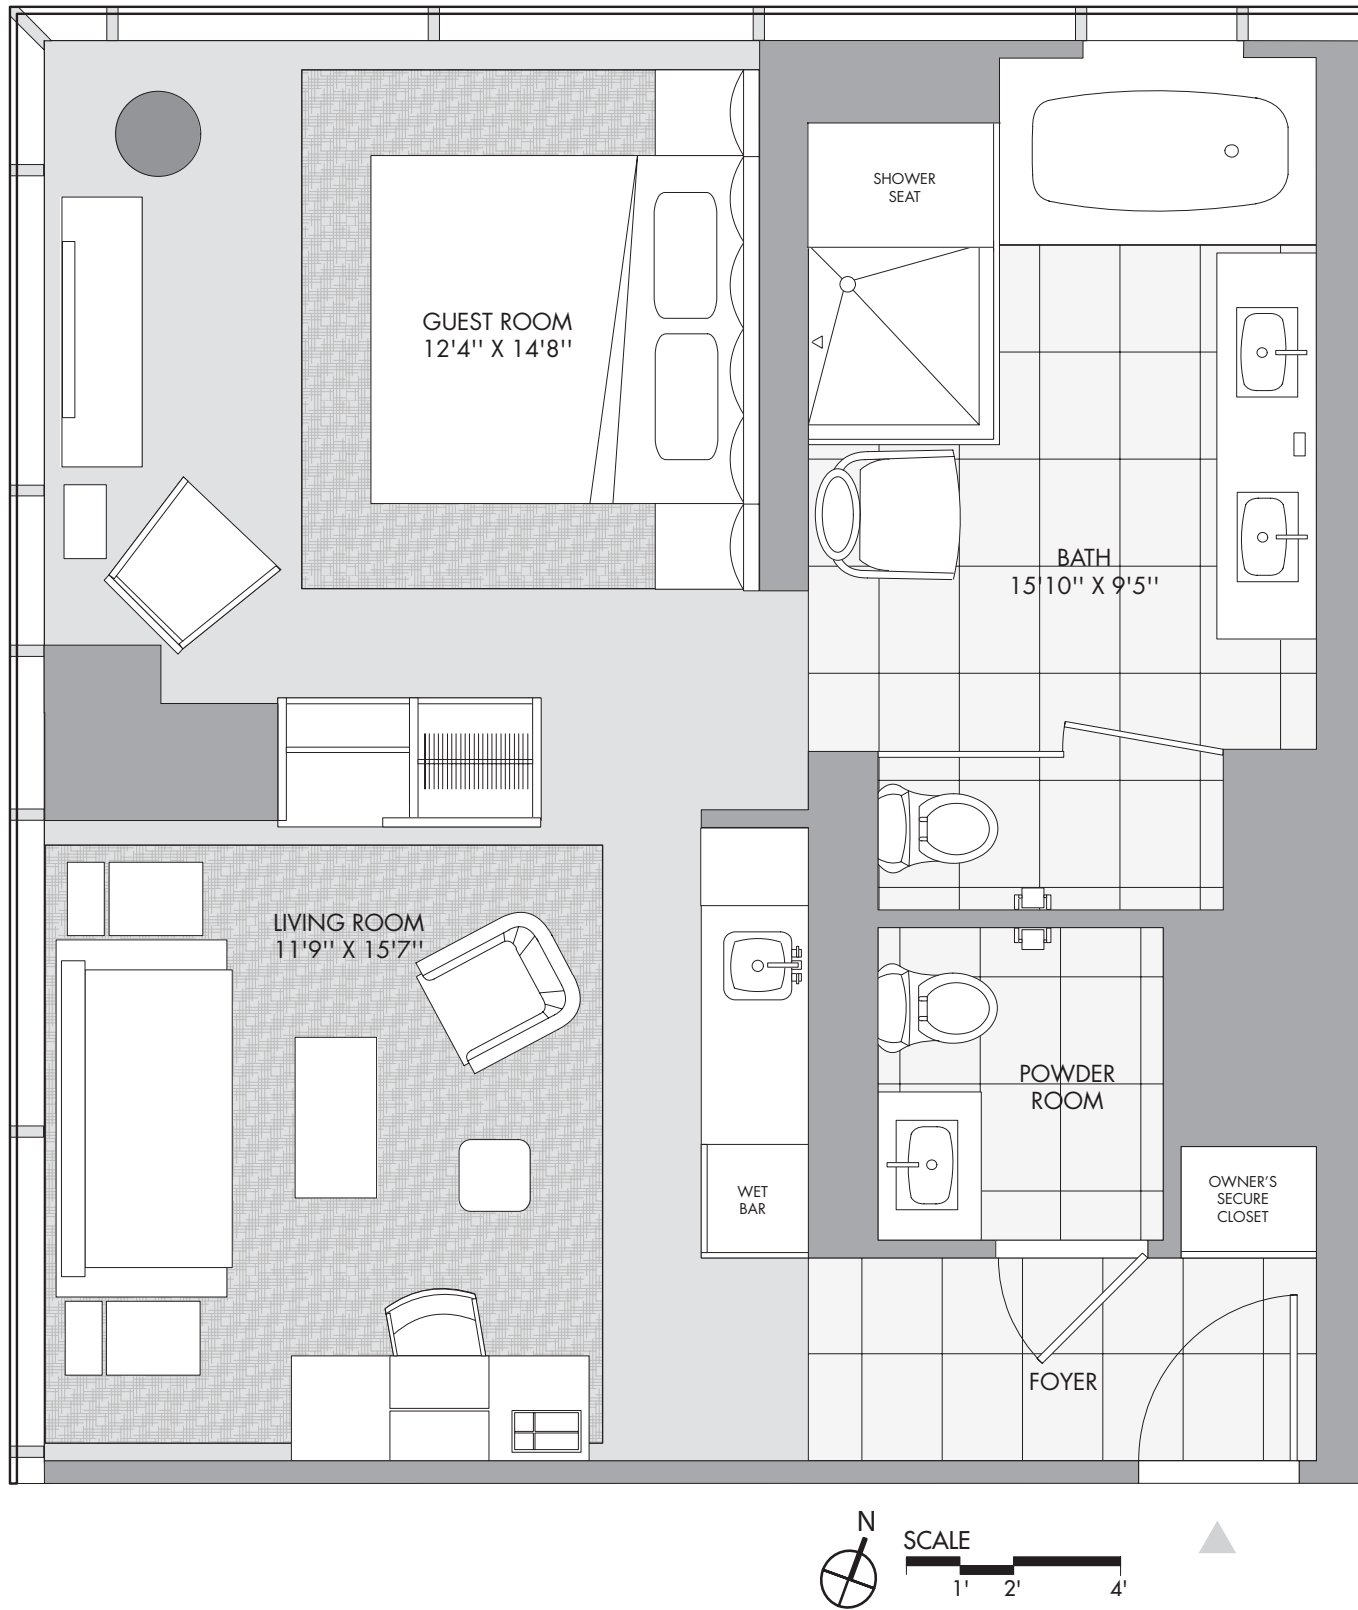 SHOWER
SEAT
GUEST ROOM
12'4'' X 14'8''
BATH
15'10'' X 9'5''
LIVING ROOM
11'9'' X 15'7''
POWDER
ROOM
WET
BAR
OWNER'S
SECURE
CLOSET
FOYER
N
SCALE
1' 2' 4'